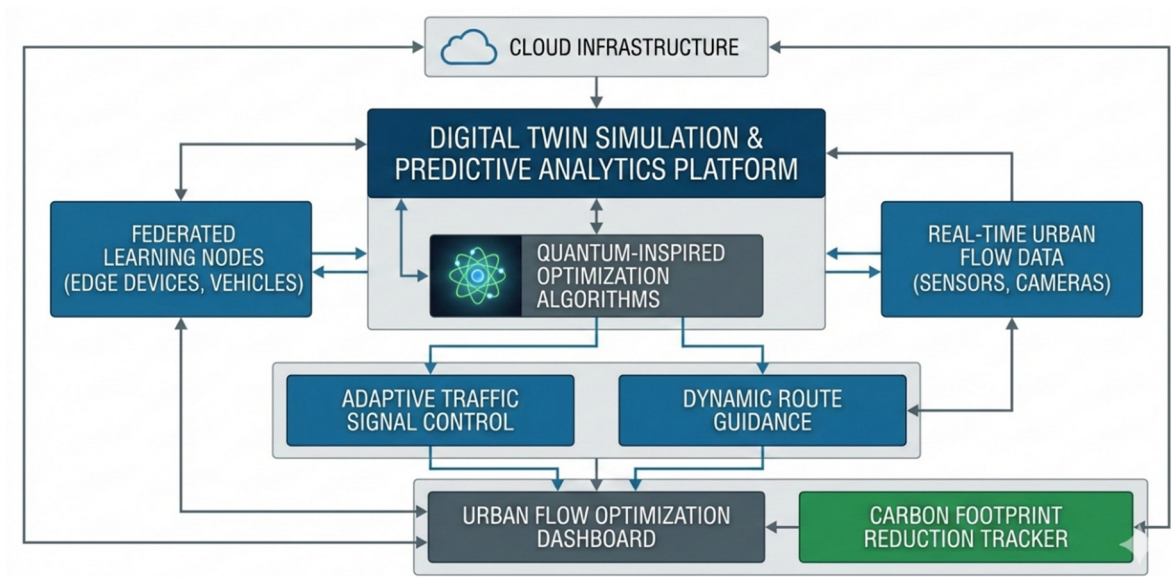 CLOUD INFRASTRUCTURE
DIGITAL TWIN SIMULATION &
PREDICTIVE ANALYTICS PLATFORM
FEDERATED
LEARNING NODES
(EDGE DEVICES, VEHICLES)
QUANTUM-INSPIRED
OPTIMIZATION
ALGORITHMS
REAL-TIME URBAN
FLOW DATA
(SENSORS, CAMERAS)
ADAPTIVE TRAFFIC
SIGNAL CONTROL
DYNAMIC ROUTE
GUIDANCE
URBAN FLOW OPTIMIZATION
DASHBOARD
CARBON FOOTPRINT
REDUCTION TRACKER